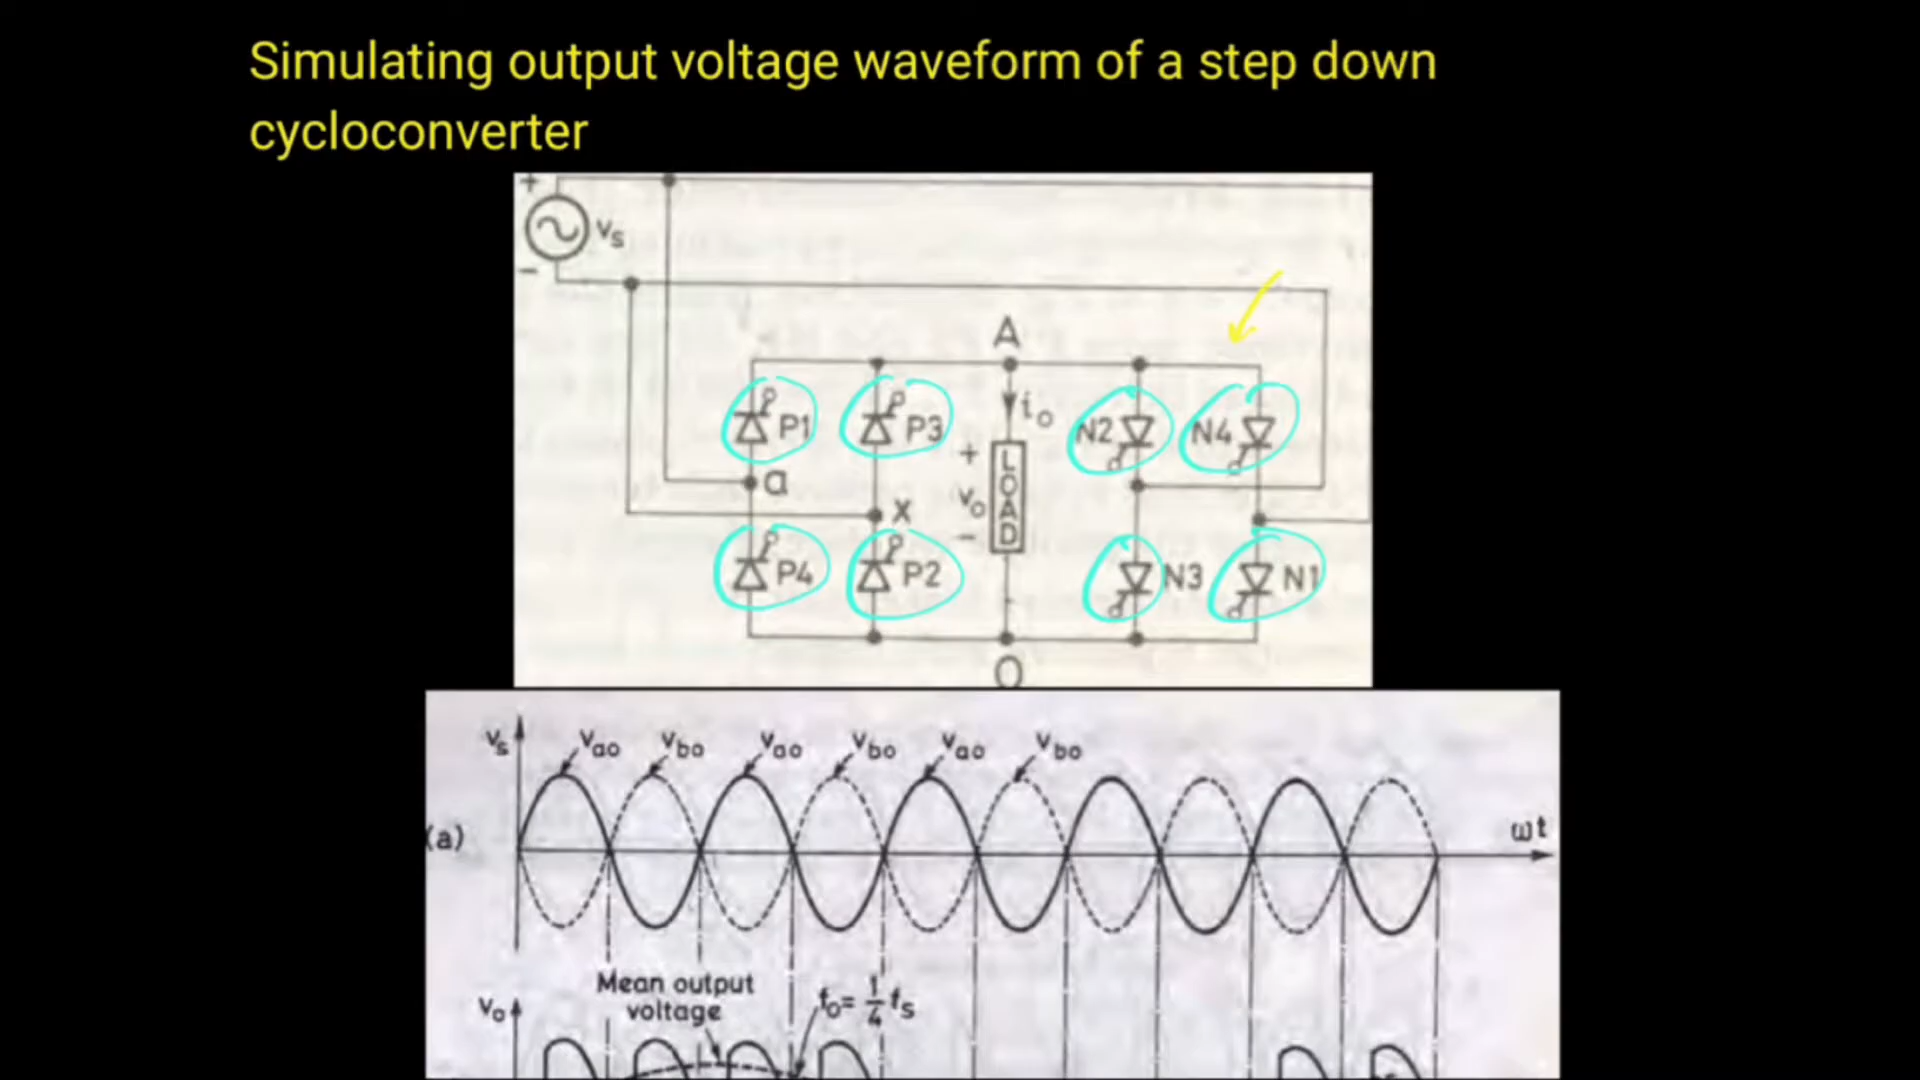 Simulating output voltage waveform of a step down
cycloconverter
+
vs
-
A
P1
P3
io
N2
N4
+
a
vo
LOAD
x
-
P4
P2
N3
N1
O
vs
vao
vbo
vao
vbo
vao
vbo
(a)
ωt
Mean output
voltage
fo= 1/4 fs
vo